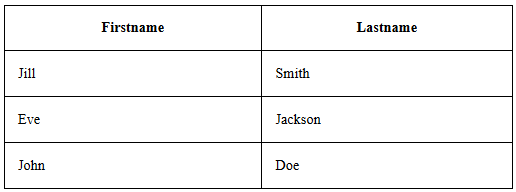 Firstname Lastname
Jill Smith
Eve Jackson
John Doe